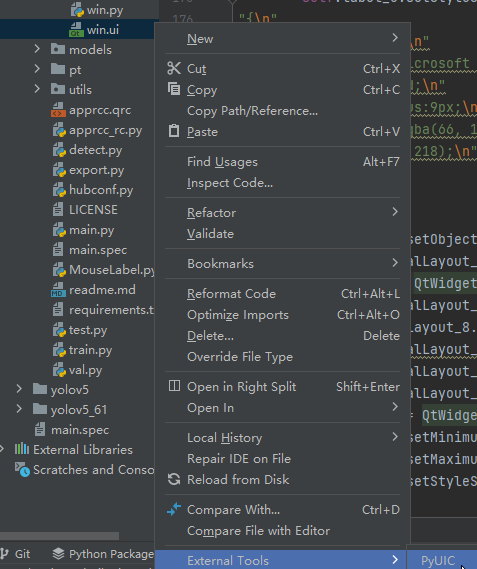 win.py
win.ui
models
pt
utils
apprcc.qrc
apprcc_rc.py
detect.py
export.py
hubconf.py
LICENSE
main.py
main.spec
MouseLabel.py
readme.md
requirements.t
test.py
train.py
val.py
yolov5
yolov5_61
main.spec
External Libraries
Scratches and Conso
Git
Python Package
New
Cut Ctrl+X
Copy Ctrl+C
Copy Path/Reference...
Paste Ctrl+V
Find Usages Alt+F7
Inspect Code...
Refactor
Validate
Bookmarks
Reformat Code Ctrl+Alt+L
Optimize Imports Ctrl+Alt+O
Delete... Delete
Override File Type
Open in Right Split Shift+Enter
Open In
Local History
Repair IDE on File
Reload from Disk
Compare With... Ctrl+D
Compare File with Editor
External Tools
PyUIC
176
"{\n"
\n"
icrosoft
;\n"
us:9px;\n
ba(66, 1
218);\n"
setObject
alLayout_
QtWidget
alLayout_
Layout_8.
alLayout_
alLayout_
alLayout_
= QtWidge
setMinimu
setMaximu
setStyleS